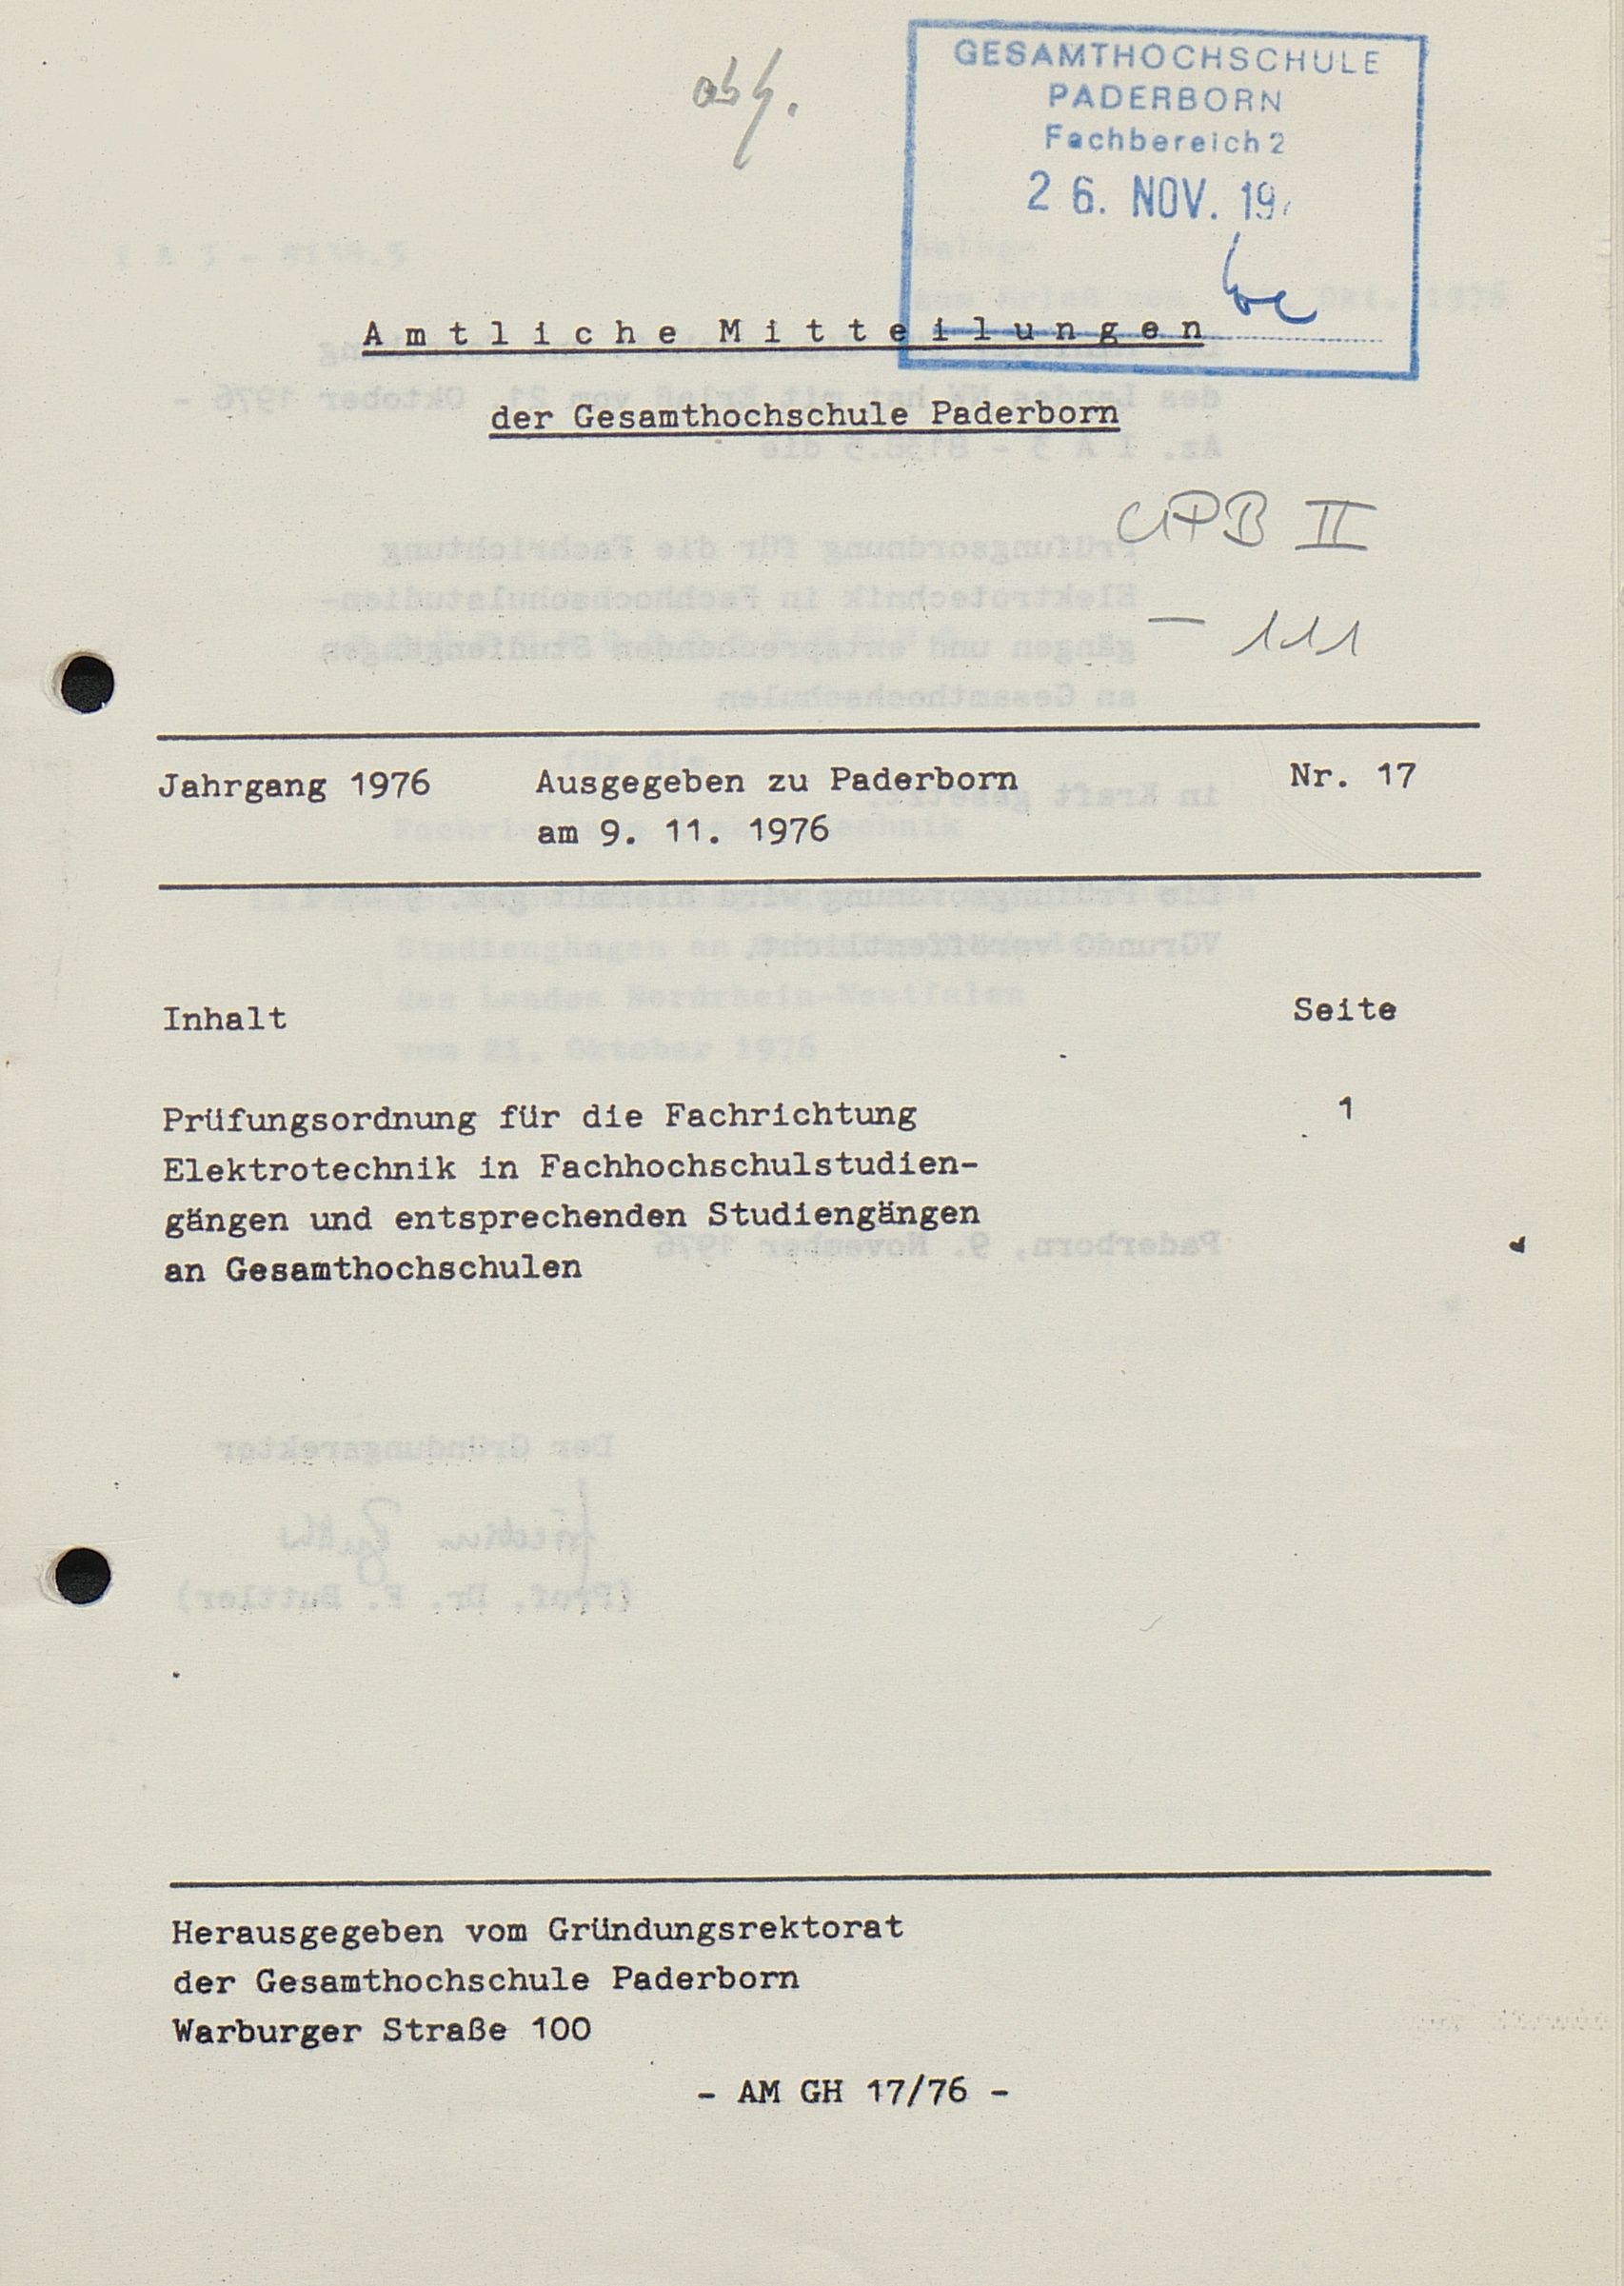 GESAMTHOCHSCHULE
PADERBORN
Fachbereich 2
26. NOV. 19
Amtliche Mitteilungen
der Gesamthochschule Paderborn
UPB II
- 111
Jahrgang 1976 Ausgegeben zu Paderborn Nr. 17
am 9. 11. 1976
Inhalt Seite
Prüfungsordnung für die Fachrichtung 1
Elektrotechnik in Fachhochschulstudien-
gängen und entsprechenden Studiengängen
an Gesamthochschulen
Herausgegeben vom Gründungsrektorat
der Gesamthochschule Paderborn
Warburger Straße 100
- AM GH 17/76 -